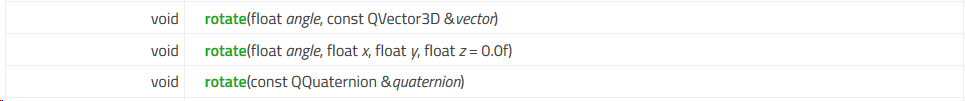 void rotate(float angle, const QVector3D &vector)
void rotate(float angle, float x, float y, float z = 0.0f)
void rotate(const QQuaternion &quaternion)